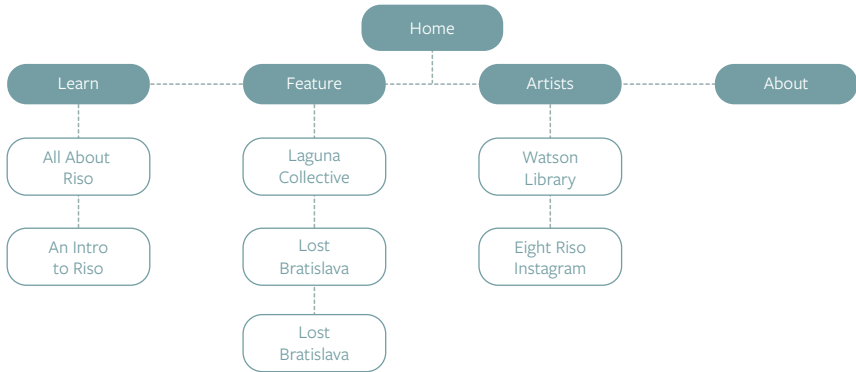 Home
Learn
Feature
Artists
About
All About
Riso
Laguna
Collective
Watson
Library
An Intro
to Riso
Lost
Bratislava
Eight Riso
Instagram
Lost
Bratislava